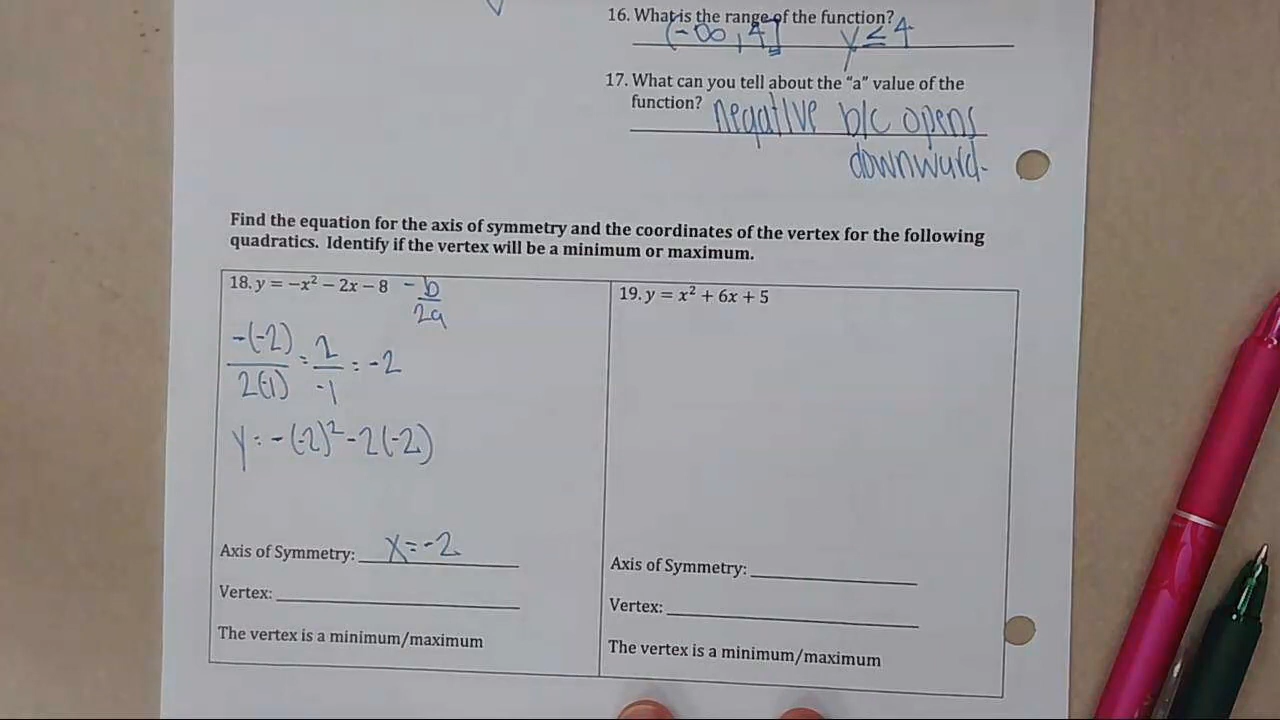 16. What is the range of the function?
(-∞, 4] y ≤ 4
17. What can you tell about the “a” value of the
function? negative b/c opens
downward.
Find the equation for the axis of symmetry and the coordinates of the vertex for the following
quadratics. Identify if the vertex will be a minimum or maximum.
18. y = −x² − 2x − 8 -b/2a
-(-2)/2(-1) = 2/-1 = -2
y = -(-2)² - 2(-2)
Axis of Symmetry: x = -2
Vertex:
The vertex is a minimum/maximum
19. y = x² + 6x + 5
Axis of Symmetry:
Vertex:
The vertex is a minimum/maximum